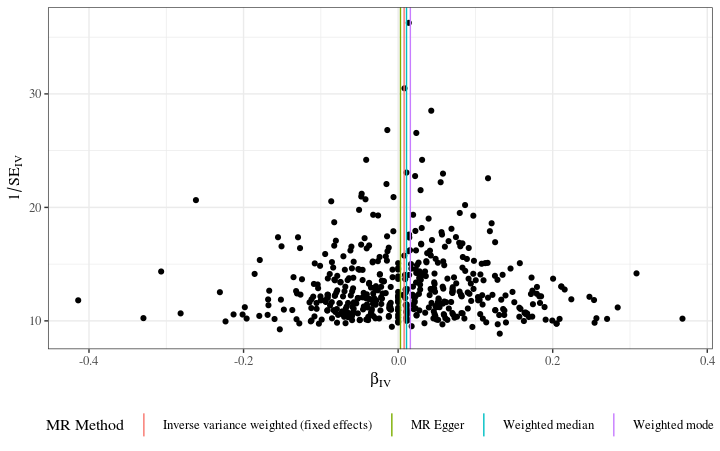 30
20
10
1/SE_IV
-0.4 -0.2 0.0 0.2 0.4
β_IV
MR Method Inverse variance weighted (fixed effects) MR Egger Weighted median Weighted mode